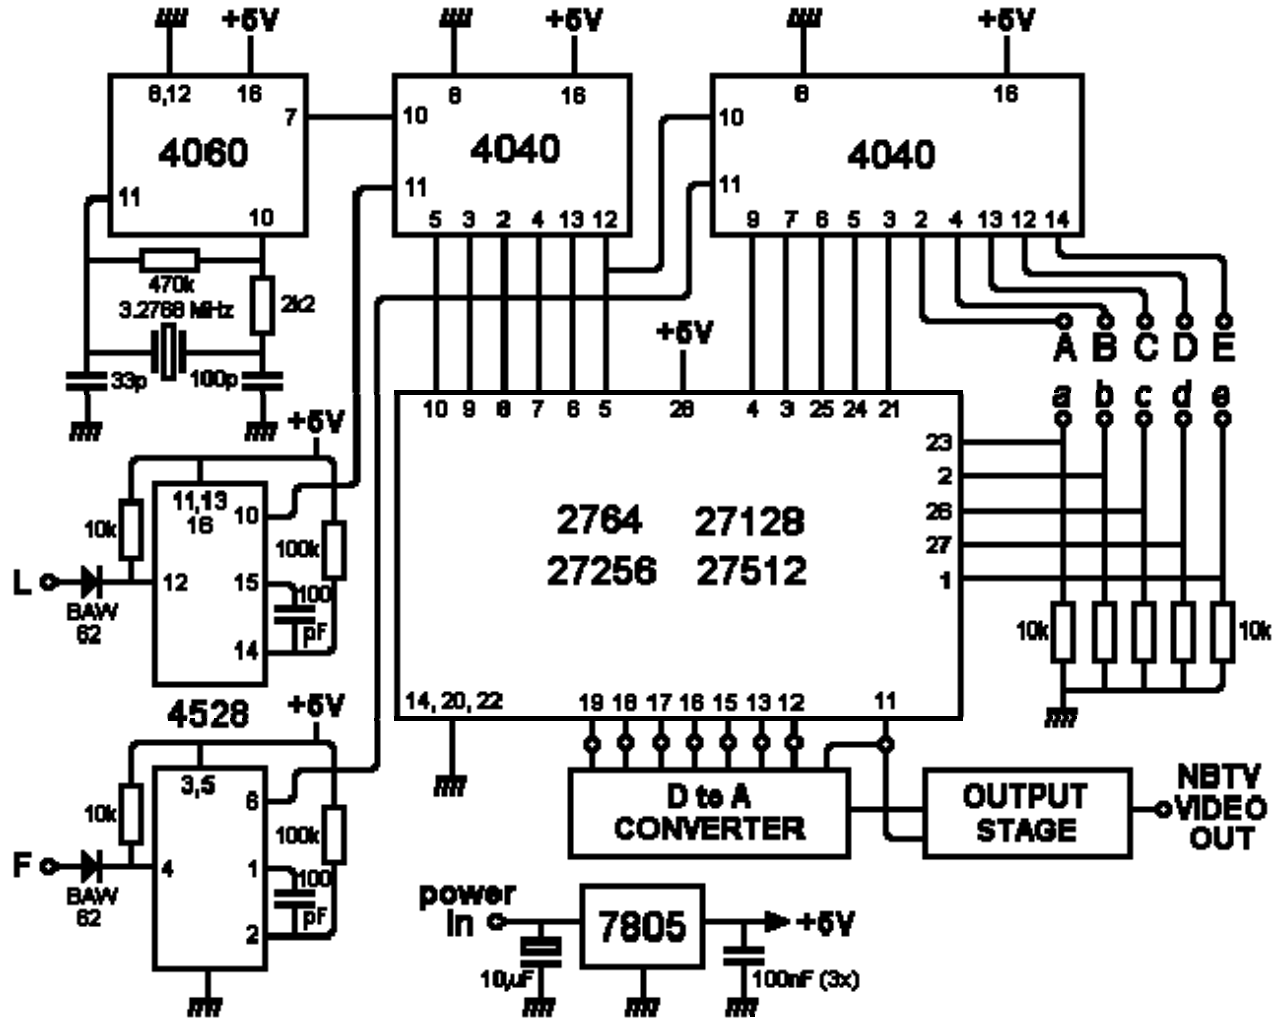 +5V +5V +5V
8,12 16 8 16 8 16
7 10 10
4060 4040 4040
11 11 11
10 5 3 2 4 13 12 9 7 6 5 3 2 4 13 12 14
470k
3.2768 MHz 2k2
+5V
A B C D E
33p 100p
a b c d e
10 9 8 7 6 5 28 4 3 25 24 21
+5V
23
2
26
27
1
11,13
16 10
10k 100k
2764 27128
27256 27512
L 12 15 100
BAW
62
pF
14
10k 10k
4528
+5V
14, 20, 22 19 18 17 16 15 13 12 11
3,5
6
10k 100k
D to A
CONVERTER
OUTPUT
STAGE
NBTV
VIDEO
OUT
F 4 1 100
BAW
62
pF
2
power
in 7805 +5V
10µF 100nF (3x)